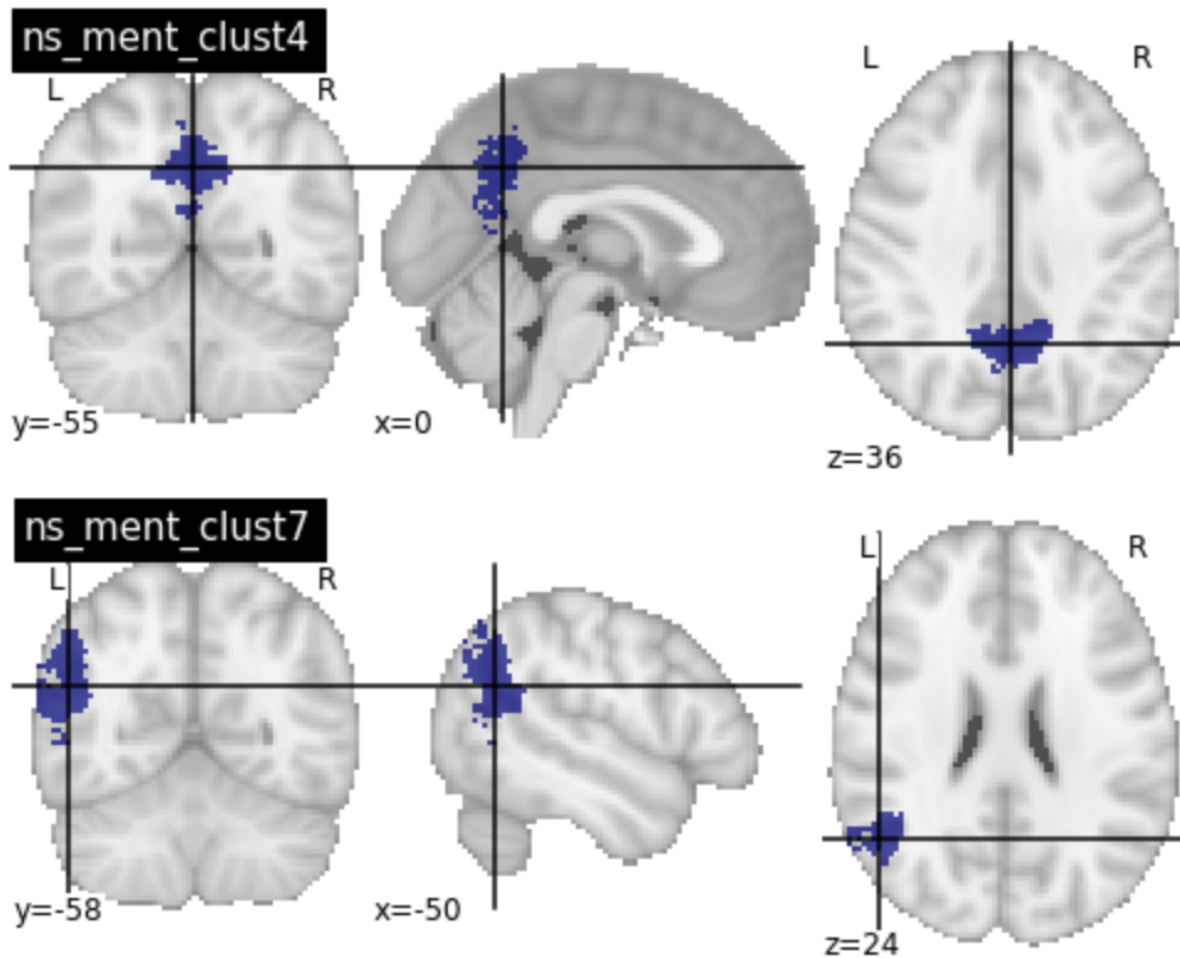 ns_ment_clust4
L R
L R
y=-55
x=0
z=36
ns_ment_clust7
L R
L R
y=-58
x=-50
z=24